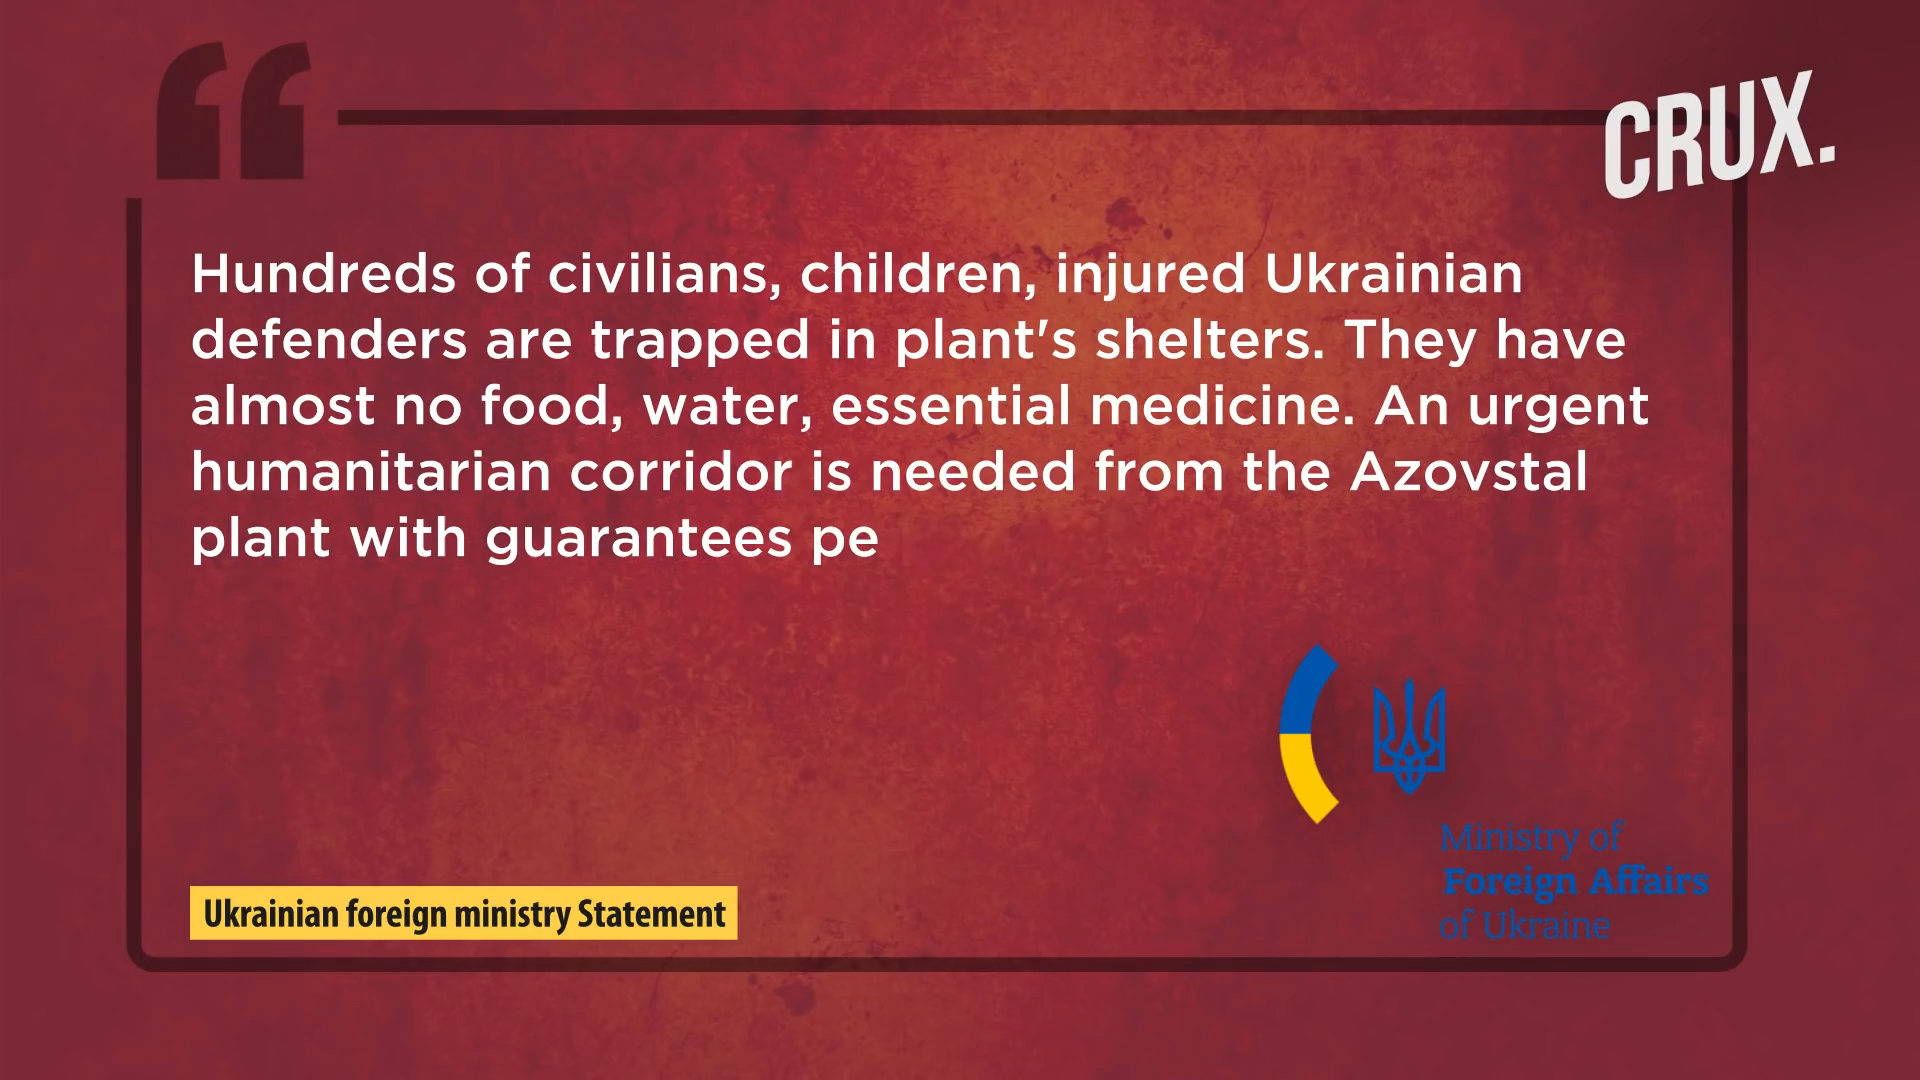 CRUX.
Hundreds of civilians, children, injured Ukrainian
defenders are trapped in plant's shelters. They have
almost no food, water, essential medicine. An urgent
humanitarian corridor is needed from the Azovstal
plant with guarantees pe
Ministry of
Foreign Affairs
of Ukraine
Ukrainian foreign ministry Statement